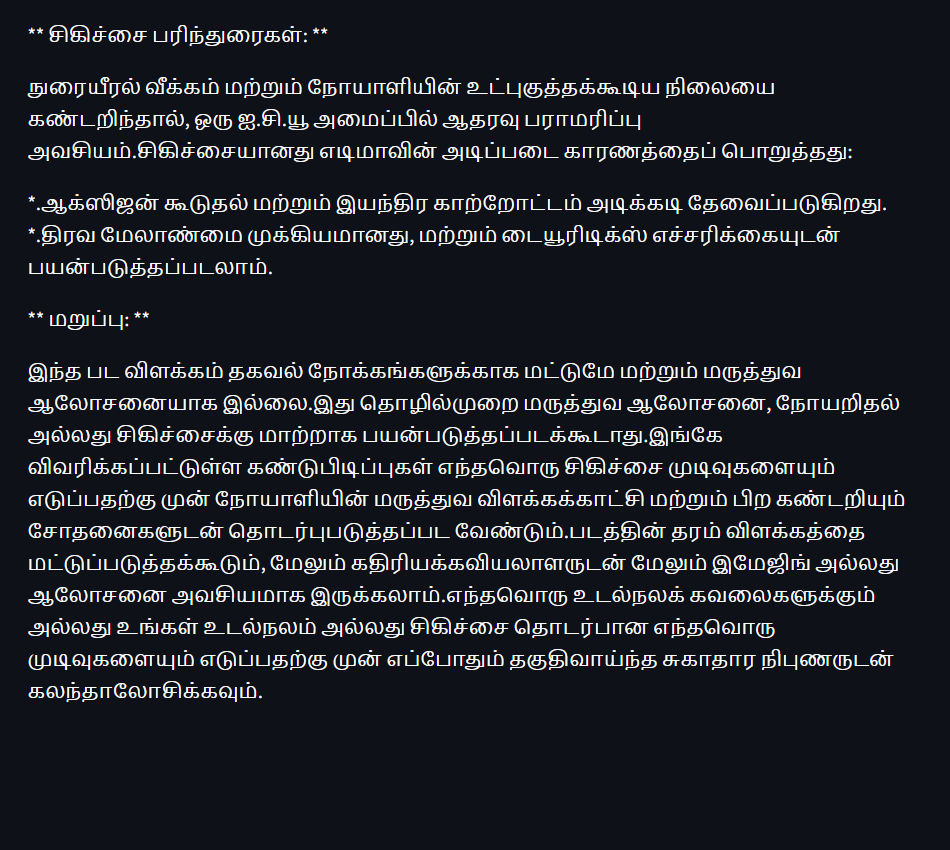 ** சிகிச்சை பரிந்துரைகள்: **
நுரையீரல் வீக்கம் மற்றும் நோயாளியின் உட்புகுத்தக்கூடிய நிலையை
கண்டறிந்தால், ஒரு ஐ.சி.யூ அமைப்பில் ஆதரவு பராமரிப்பு
அவசியம்.சிகிச்சையானது எடிமாவின் அடிப்படை காரணத்தைப் பொறுத்தது:
*.ஆக்ஸிஜன் கூடுதல் மற்றும் இயந்திர காற்றோட்டம் அடிக்கடி தேவைப்படுகிறது.
*.திரவ மேலாண்மை முக்கியமானது, மற்றும் டையூரிடிக்ஸ் எச்சரிக்கையுடன்
பயன்படுத்தப்படலாம்.
** மறுப்பு: **
இந்த பட விளக்கம் தகவல் நோக்கங்களுக்காக மட்டுமே மற்றும் மருத்துவ
ஆலோசனையாக இல்லை.இது தொழில்முறை மருத்துவ ஆலோசனை, நோயறிதல்
அல்லது சிகிச்சைக்கு மாற்றாக பயன்படுத்தப்படக்கூடாது.இங்கே
விவரிக்கப்பட்டுள்ள கண்டுபிடிப்புகள் எந்தவொரு சிகிச்சை முடிவுகளையும்
எடுப்பதற்கு முன் நோயாளியின் மருத்துவ விளக்கக்காட்சி மற்றும் பிற கண்டறியும்
சோதனைகளுடன் தொடர்புபடுத்தப்பட வேண்டும்.படத்தின் தரம் விளக்கத்தை
மட்டுப்படுத்தக்கூடும், மேலும் கதிரியக்கவியலாளருடன் மேலும் இமேஜிங் அல்லது
ஆலோசனை அவசியமாக இருக்கலாம்.எந்தவொரு உடல்நலக் கவலைகளுக்கும்
அல்லது உங்கள் உடல்நலம் அல்லது சிகிச்சை தொடர்பான எந்தவொரு
முடிவுகளையும் எடுப்பதற்கு முன் எப்போதும் தகுதிவாய்ந்த சுகாதார நிபுணருடன்
கலந்தாலோசிக்கவும்.